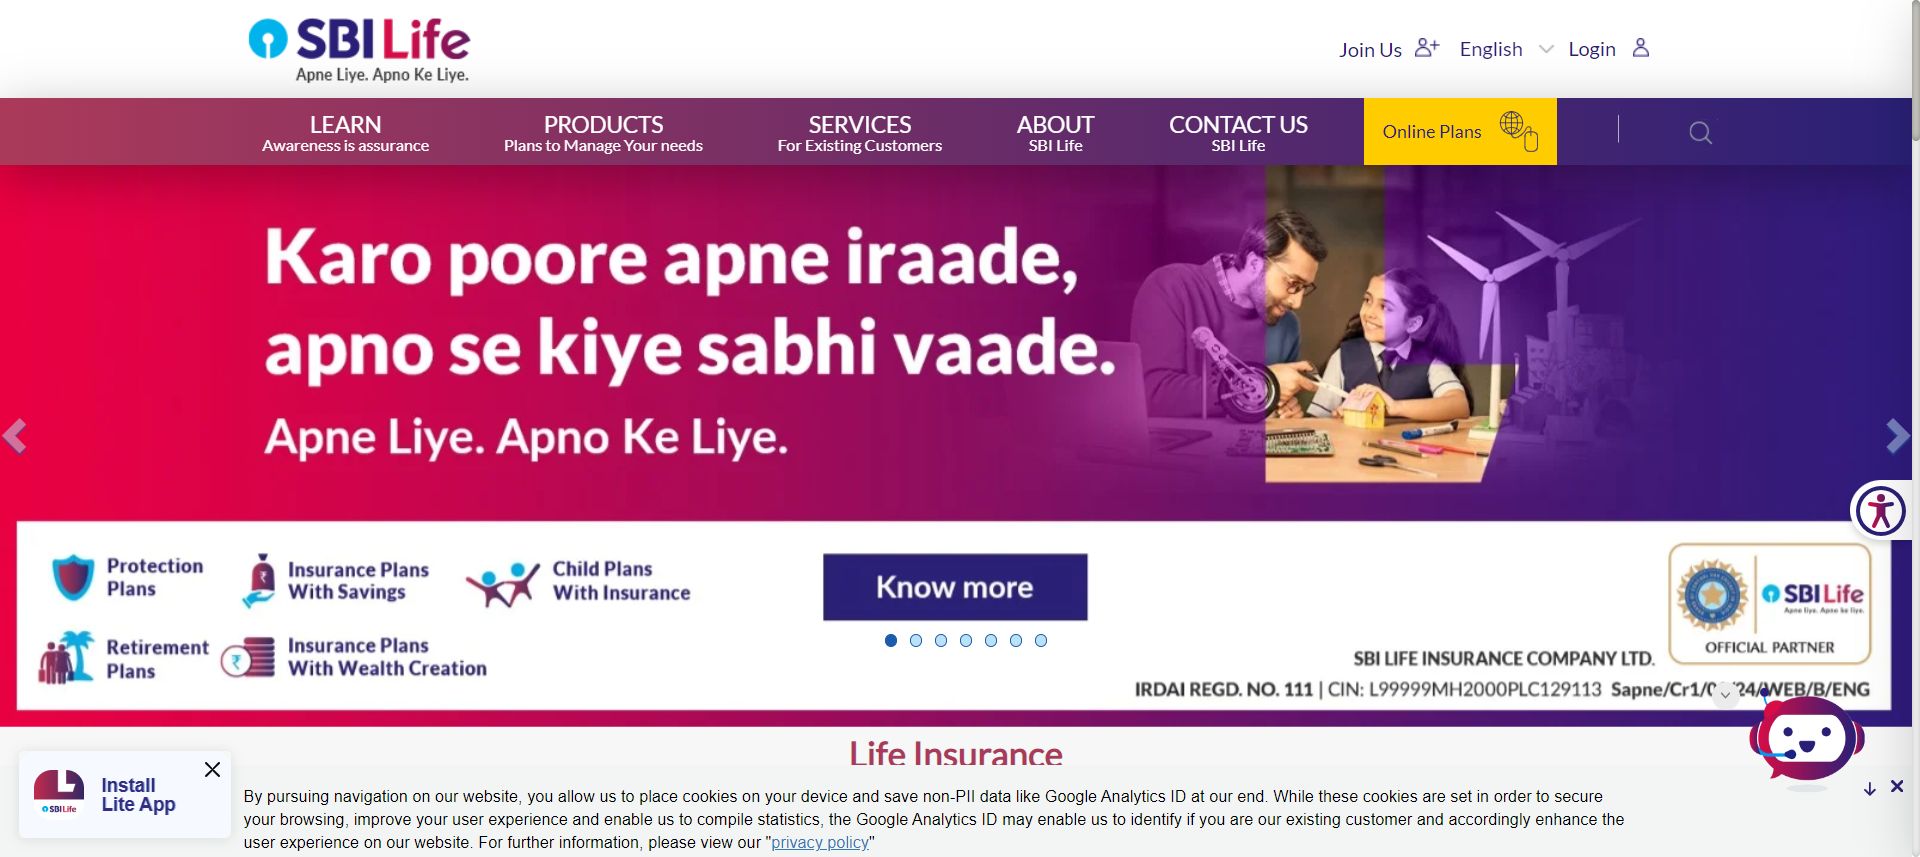 SBI Life
Apne Liye. Apno Ke Liye.
Join Us English Login
LEARN
Awareness is assurance
PRODUCTS
Plans to Manage Your needs
SERVICES
For Existing Customers
ABOUT
SBI Life
CONTACT US
SBI Life
Online Plans
Karo poore apne iraade,
apno se kiye sabhi vaade.
Apne Liye. Apno Ke Liye.
Protection
Plans
Insurance Plans
With Savings
Child Plans
With Insurance
Retirement
Plans
Insurance Plans
With Wealth Creation
Know more
SBI Life
Apne liye. Apno ke liye.
OFFICIAL PARTNER
SBI LIFE INSURANCE COMPANY LTD.
IRDAI REGD. NO. 111 | CIN: L99999MH2000PLC129113
Life Insurance
Install
Lite App
SBI Life
By pursuing navigation on our website, you allow us to place cookies on your device and save non-PII data like Google Analytics ID at our end. While these cookies are set in order to secure
your browsing, improve your user experience and enable us to compile statistics, the Google Analytics ID may enable us to identify if you are our existing customer and accordingly enhance the
user experience on our website. For further information, please view our "privacy policy"